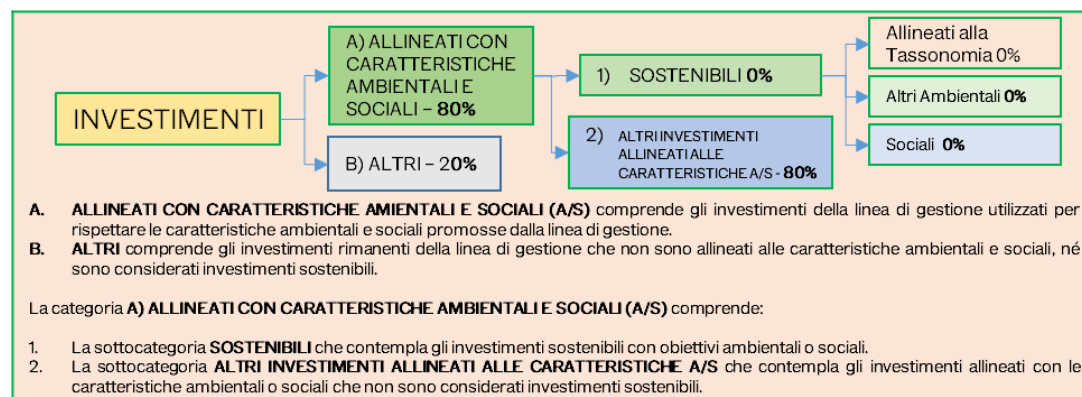 INVESTIMENTI
A) ALLINEATI CON
CARATTERISTICHE
AMBIENTALI E
SOCIALI – 80%
B) ALTRI – 20%
1) SOSTENIBILI 0%
2) ALTRI INVESTIMENTI
ALLINEATI ALLE
CARATTERISTICHE A/S - 80%
Allineati alla
Tassonomia 0%
Altri Ambientali 0%
Sociali 0%
A. ALLINEATI CON CARATTERISTICHE AMIENTALI E SOCIALI (A/S) comprende gli investimenti della linea di gestione utilizzati per
rispettare le caratteristiche ambientali e sociali promosse dalla linea di gestione.
B. ALTRI comprende gli investimenti rimanenti della linea di gestione che non sono allineati alle caratteristiche ambientali e sociali, né
sono considerati investimenti sostenibili.
La categoria A) ALLINEATI CON CARATTERISTICHE AMBIENTALI E SOCIALI (A/S) comprende:
1. La sottocategoria SOSTENIBILI che contempla gli investimenti sostenibili con obiettivi ambientali o sociali.
2. La sottocategoria ALTRI INVESTIMENTI ALLINEATI ALLE CARATTERISTICHE A/S che contempla gli investimenti allineati con le
caratteristiche ambientali o sociali che non sono considerati investimenti sostenibili.